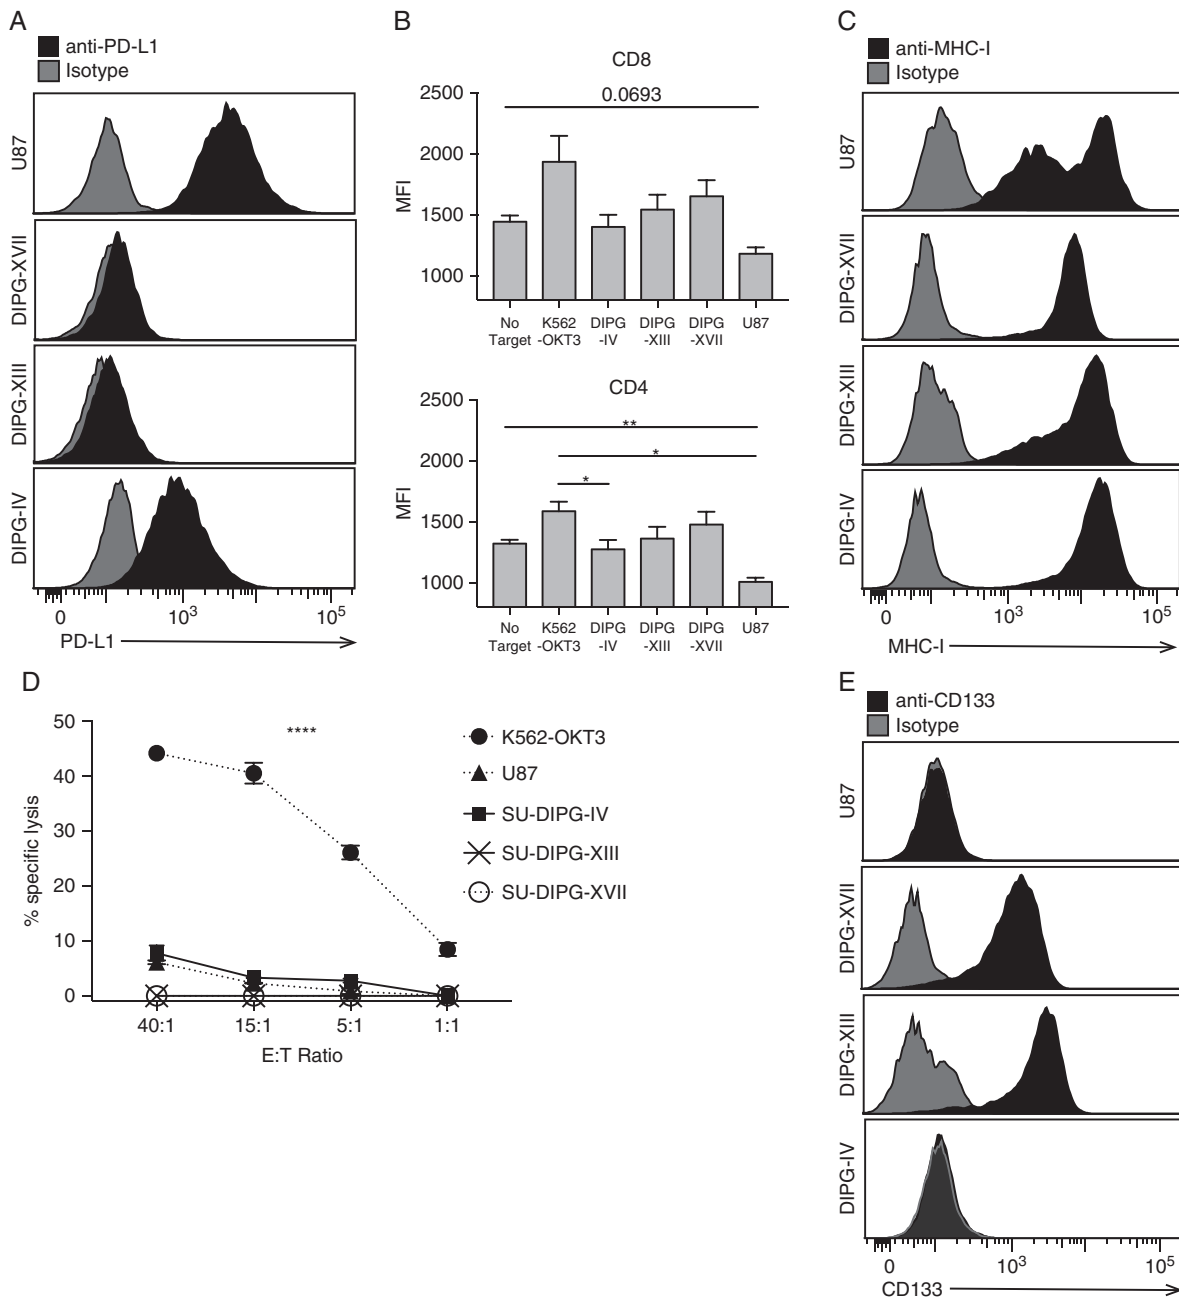 A
anti-PD-L1
Isotype
U87
DIPG-XVII
DIPG-XIII
DIPG-IV
0 10³ 10⁵
PD-L1
B
CD8
0.0693
MFI
2500
2000
1500
1000
No Target
K562 -OKT3
DIPG -IV
DIPG -XIII
DIPG -XVII
U87
CD4
**
*
*
MFI
2500
2000
1500
1000
No Target
K562 -OKT3
DIPG -IV
DIPG -XIII
DIPG -XVII
U87
C
anti-MHC-I
Isotype
U87
DIPG-XVII
DIPG-XIII
DIPG-IV
0 10³ 10⁵
MHC-I
D
****
% specific lysis
50
40
30
20
10
0
40:1 15:1 5:1 1:1
E:T Ratio
K562-OKT3
U87
SU-DIPG-IV
SU-DIPG-XIII
SU-DIPG-XVII
E
anti-CD133
Isotype
U87
DIPG-XVII
DIPG-XIII
DIPG-IV
0 10³ 10⁵
CD133